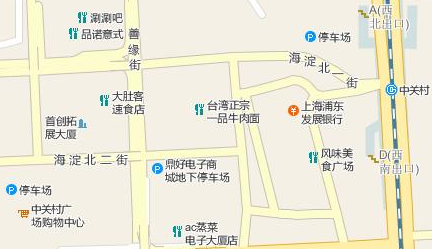 涮涮吧
品诺意式
善缘街
A(西
北出口)
停车场
海淀北一街
中关村
大肚客
速食店
台湾正宗
一品牛肉面
上海浦东
发展银行
首创拓
展大厦
海淀北二街
风味美
食广场
D(西
南出口)
鼎好电子商
城地下停车场
停车场
中关村广
场购物中心
ac蒸菜
电子大厦店